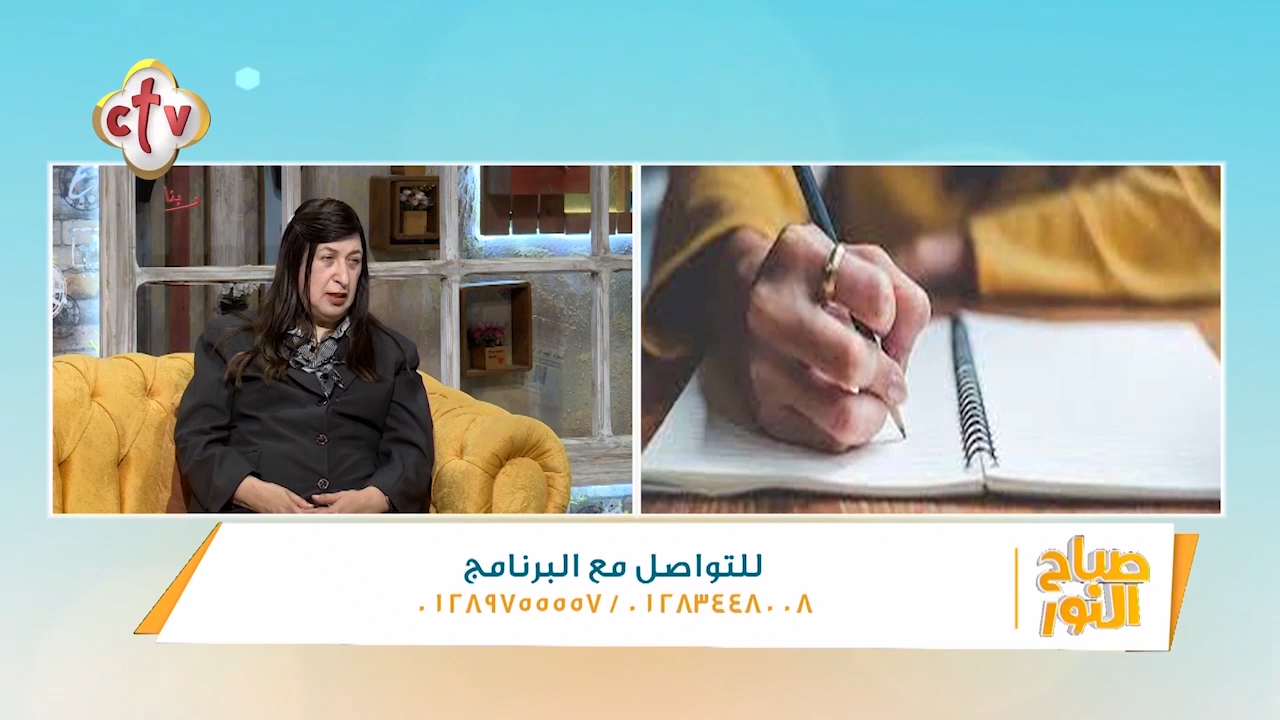 ctv
للتواصل مع البرنامج
٠١٢٨٩٧٥٥٥٥٧ / ٠١٢٨٣٤٤٨٠٠٨
صباح
النور